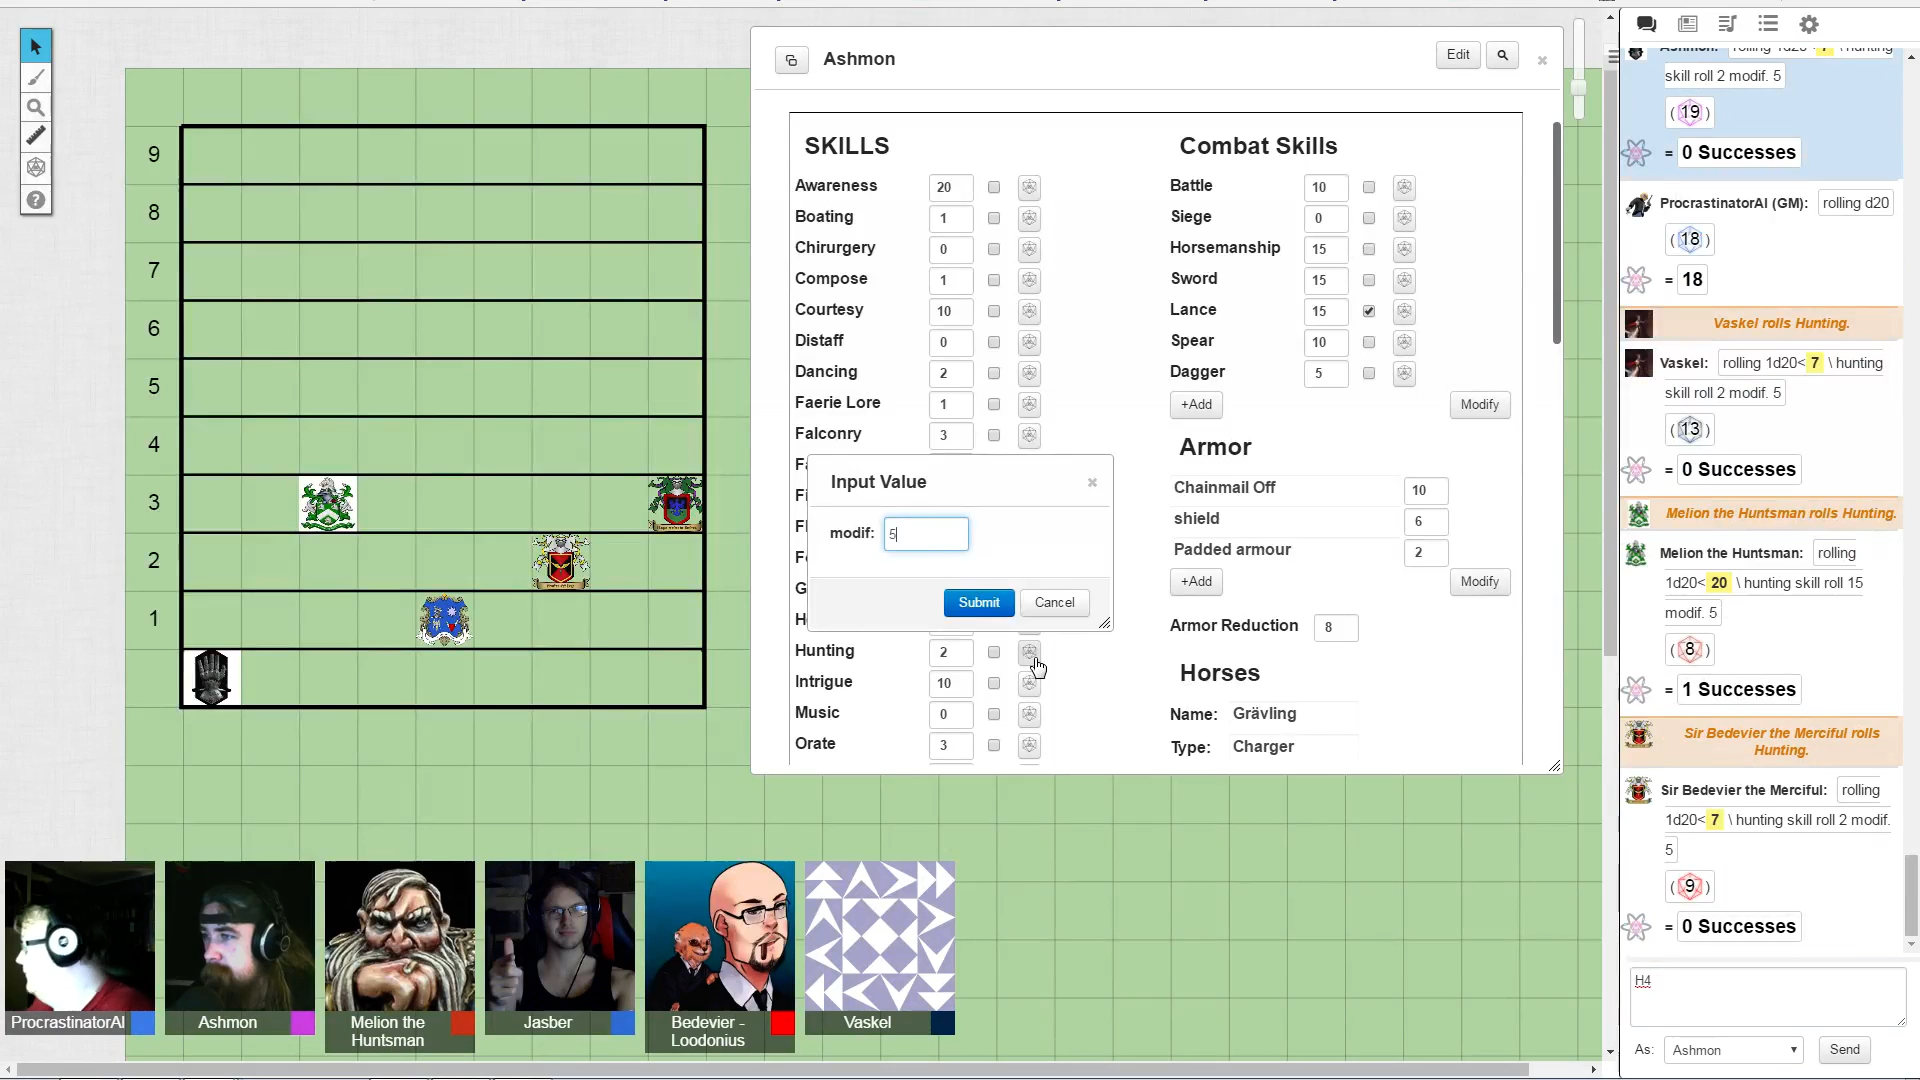 9
8
7
6
5
4
3
2
1
Ashmon
Edit
SKILLS
Awareness 20
Boating 1
Chirurgery 0
Compose 1
Courtesy 10
Distaff 0
Dancing 2
Faerie Lore 1
Falconry 3
Fa
Fi
Fl
G
Hunting 2
Intrigue 10
Music 0
Orate 3
Input Value
modif: 5
Submit Cancel
Combat Skills
Battle 10
Siege 0
Horsemanship 15
Sword 15
Lance 15
Spear 10
Dagger 5
+Add Modify
Armor
Chainmail Off 10
shield 6
Padded armour 2
+Add Modify
Armor Reduction 8
Horses
Name: Grävling
Type: Charger
Ashmon: rolling 1d20< 7 \ hunting
skill roll 2 modif. 5
(19)
= 0 Successes
ProcrastinatorAI (GM): rolling d20
(18)
= 18
Vaskel rolls Hunting.
Vaskel: rolling 1d20< 7 \ hunting
skill roll 2 modif. 5
(13)
= 0 Successes
Melion the Huntsman rolls Hunting.
Melion the Huntsman: rolling
1d20< 20 \ hunting skill roll 15
modif. 5
(8)
= 1 Successes
Sir Bedevier the Merciful rolls
Hunting.
Sir Bedevier the Merciful: rolling
1d20< 7 \ hunting skill roll 2 modif.
5
(9)
= 0 Successes
H4
As: Ashmon Send
ProcrastinatorAI
Ashmon
Melion the
Huntsman
Jasber
Bedevier -
Loodonius
Vaskel